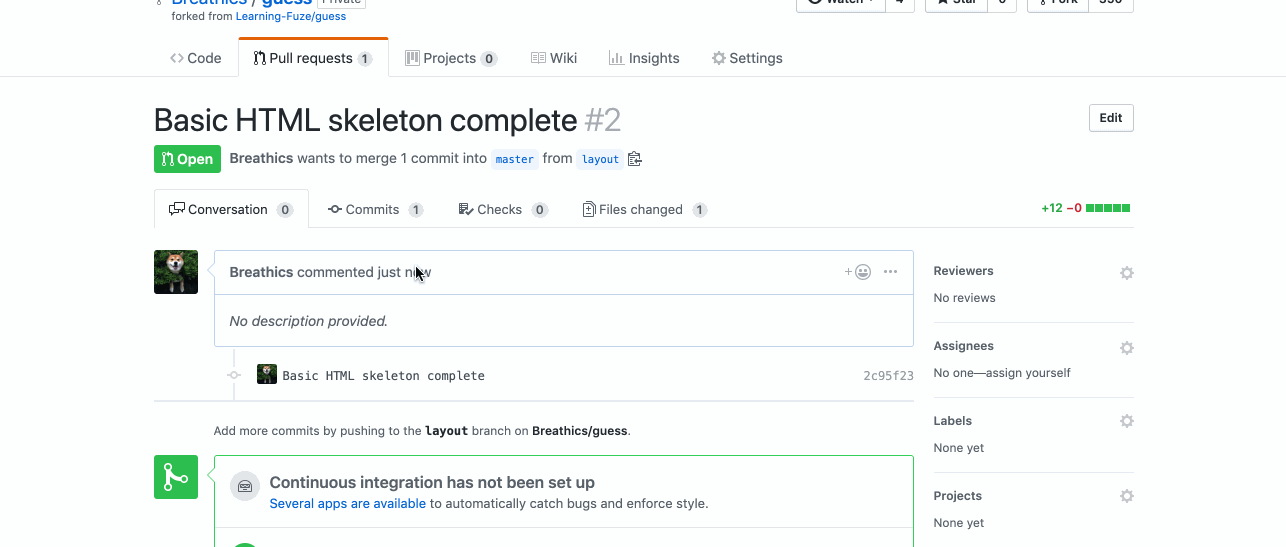 Breathics / guess Private
Watch 4 Star 0 Fork 350
forked from Learning-Fuze/guess
Code Pull requests 1 Projects 0 Wiki Insights Settings
Basic HTML skeleton complete #2
Edit
Open Breathics wants to merge 1 commit into master from layout
Conversation 0 Commits 1 Checks 0 Files changed 1 +12 −0
Breathics commented just now
No description provided.
Basic HTML skeleton complete 2c95f23
Add more commits by pushing to the layout branch on Breathics/guess.
Continuous integration has not been set up
Several apps are available to automatically catch bugs and enforce style.
Reviewers
No reviews
Assignees
No one—assign yourself
Labels
None yet
Projects
None yet